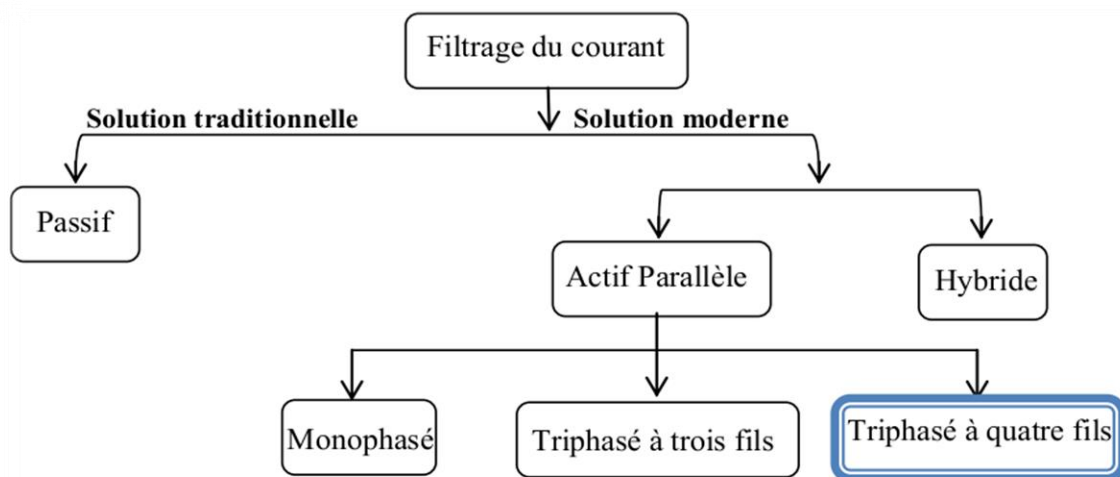 Filtrage du courant
Solution traditionnelle
Solution moderne
Passif
Actif Parallèle
Hybride
Monophasé
Triphasé à trois fils
Triphasé à quatre fils